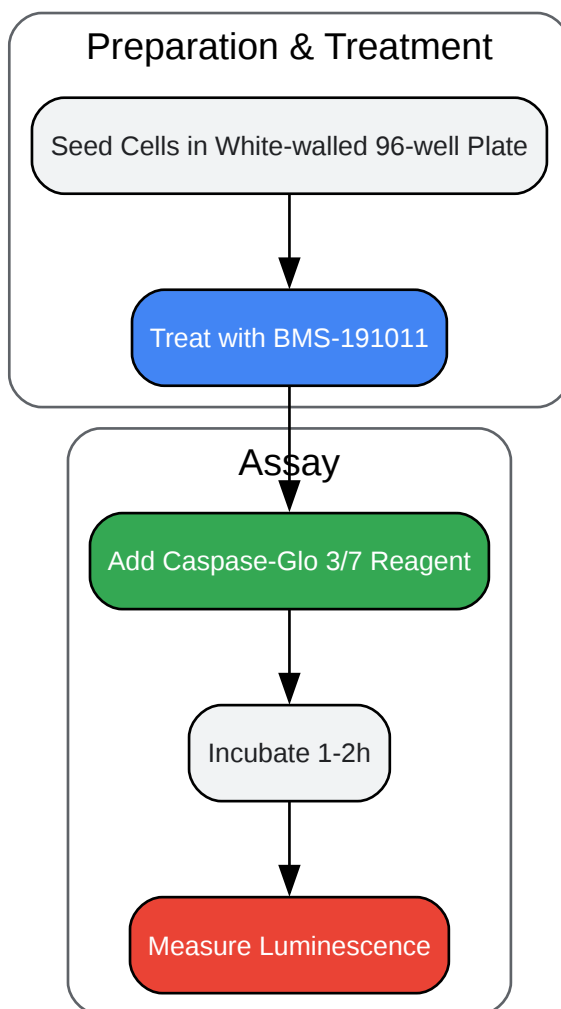 Preparation & Treatment
Seed Cells in White-walled 96-well Plate
Treat with BMS-191011
Assay
Add Caspase-Glo 3/7 Reagent
Incubate 1-2h
Measure Luminescence